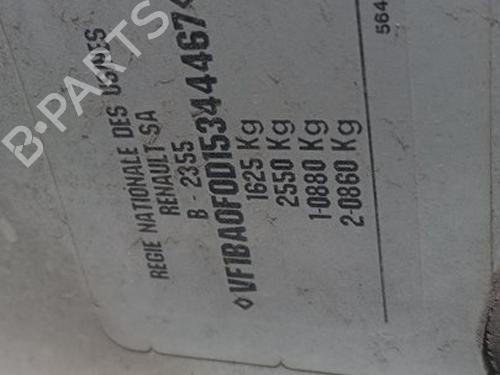 REGIE NATIONALE DES USINES
RENAULT SA
B - 2355
◇VF1BA0F0D15344467◇
1625 Kg
2550 Kg
1-0880 Kg
2-0860 Kg
564
B-PARTS